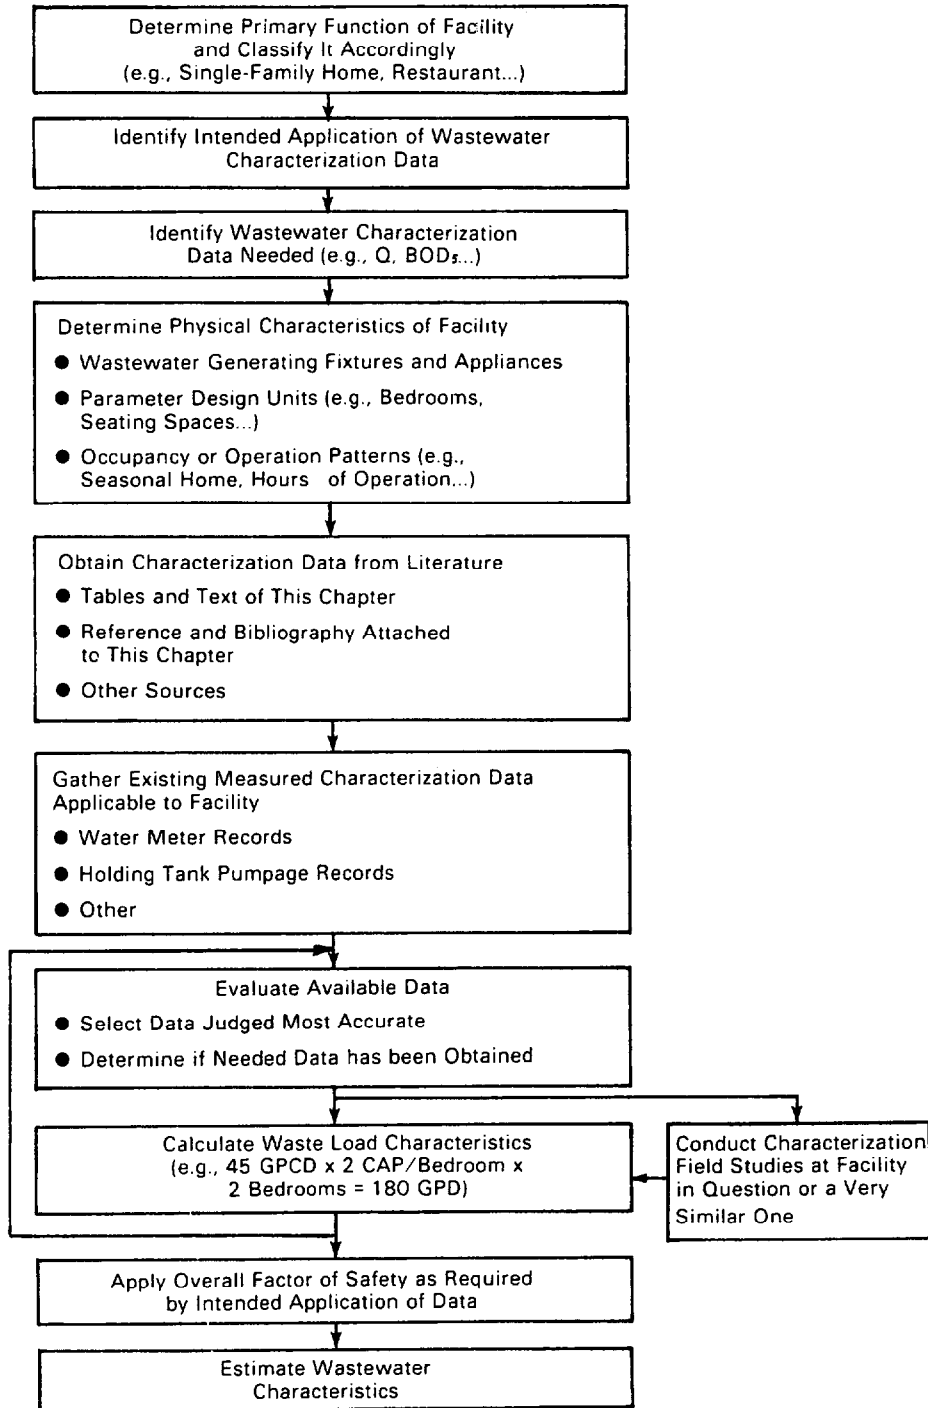 Determine Primary Function of Facility
and Classify It Accordingly
(e.g., Single-Family Home, Restaurant...)
Identify Intended Application of Wastewater
Characterization Data
Identify Wastewater Characterization
Data Needed (e.g., Q, BOD₅...)
Determine Physical Characteristics of Facility
● Wastewater Generating Fixtures and Appliances
● Parameter Design Units (e.g., Bedrooms,
Seating Spaces...)
● Occupancy or Operation Patterns (e.g.,
Seasonal Home, Hours of Operation...)
Obtain Characterization Data from Literature
● Tables and Text of This Chapter
● Reference and Bibliography Attached
to This Chapter
● Other Sources
Gather Existing Measured Characterization Data
Applicable to Facility
● Water Meter Records
● Holding Tank Pumpage Records
● Other
Evaluate Available Data
● Select Data Judged Most Accurate
● Determine if Needed Data has been Obtained
Calculate Waste Load Characteristics
(e.g., 45 GPCD x 2 CAP/Bedroom x
2 Bedrooms = 180 GPD)
Conduct Characterization
Field Studies at Facility
in Question or a Very
Similar One
Apply Overall Factor of Safety as Required
by Intended Application of Data
Estimate Wastewater
Characteristics